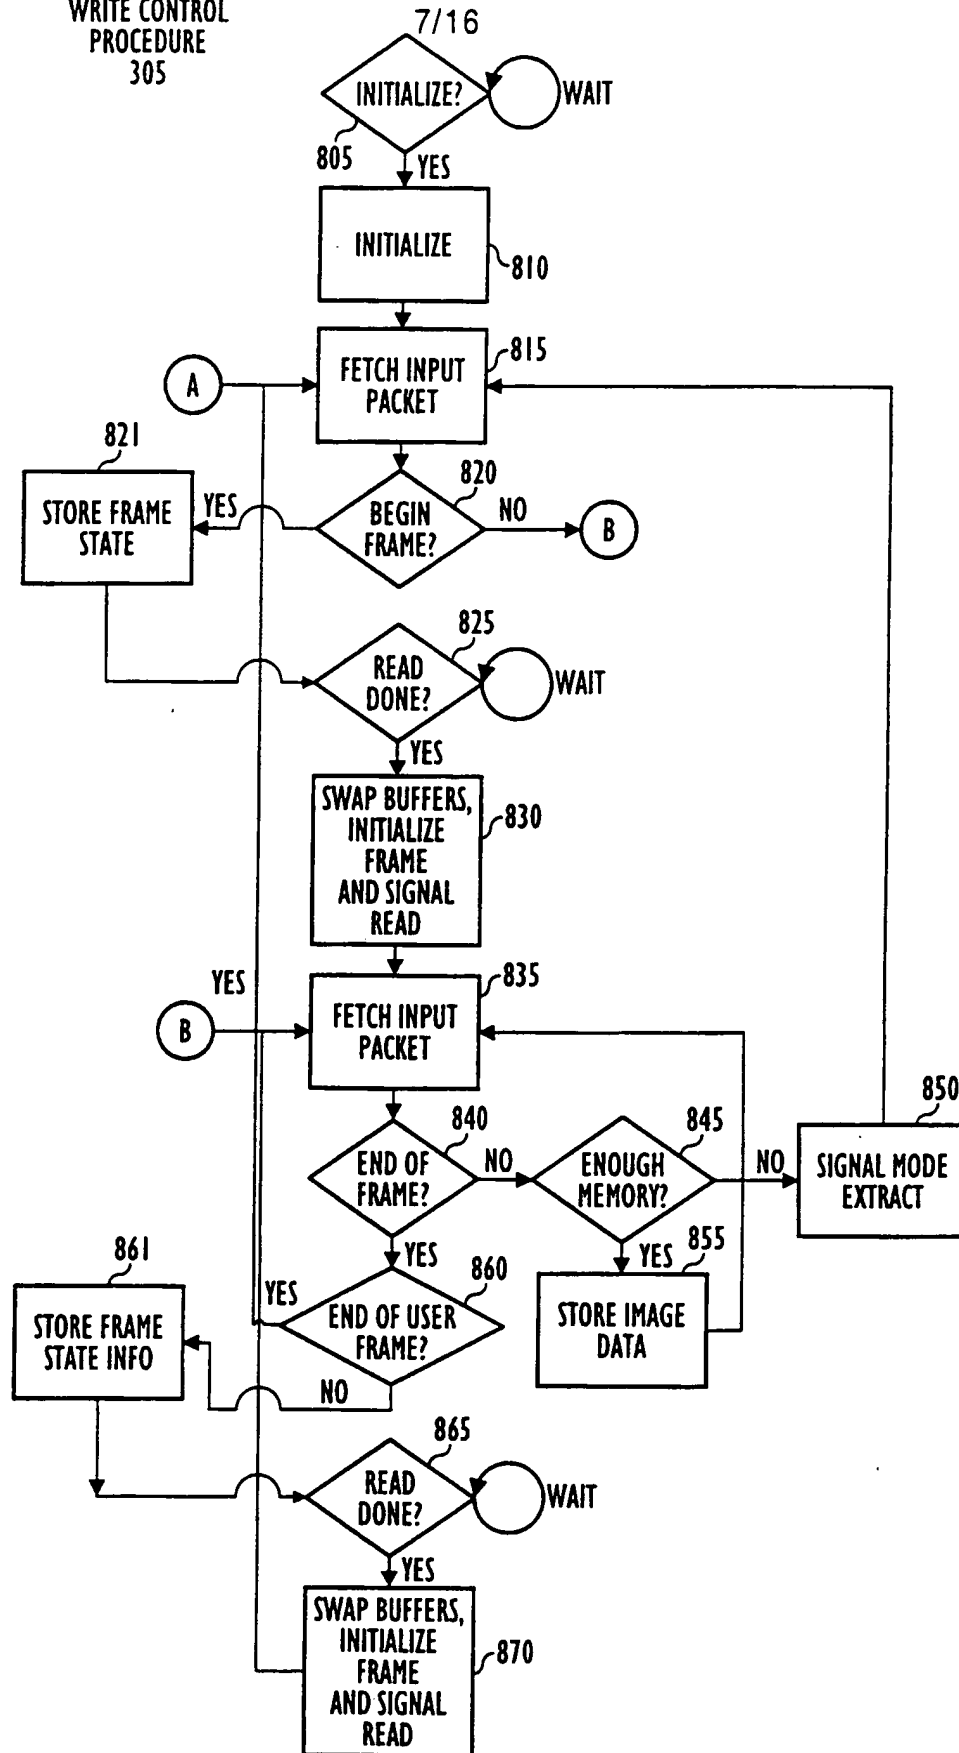 WRITE CONTROL
PROCEDURE
305
7/16
INITIALIZE?
WAIT
805
YES
INITIALIZE
810
815
FETCH INPUT
PACKET
A
821
820
STORE FRAME
STATE
YES
BEGIN
FRAME?
NO
B
825
READ
DONE?
WAIT
YES
SWAP BUFFERS,
INITIALIZE
FRAME
AND SIGNAL
READ
830
YES
835
B
FETCH INPUT
PACKET
840
845
850
END OF
FRAME?
NO
ENOUGH
MEMORY?
NO
SIGNAL MODE
EXTRACT
861
YES
860
YES
855
STORE FRAME
STATE INFO
YES
END OF USER
FRAME?
STORE IMAGE
DATA
NO
865
READ
DONE?
WAIT
YES
SWAP BUFFERS,
INITIALIZE
FRAME
AND SIGNAL
READ
870